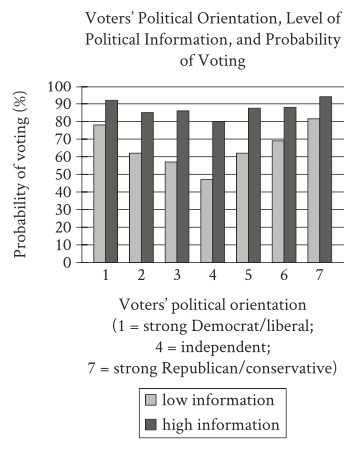 Voters' Political Orientation, Level of
Political Information, and Probability
of Voting
Probability of voting (%)
100
90
80
70
60
50
40
30
20
10
0
1 2 3 4 5 6 7
Voters' political orientation
(1 = strong Democrat/liberal;
4 = independent;
7 = strong Republican/conservative)
low information
high information